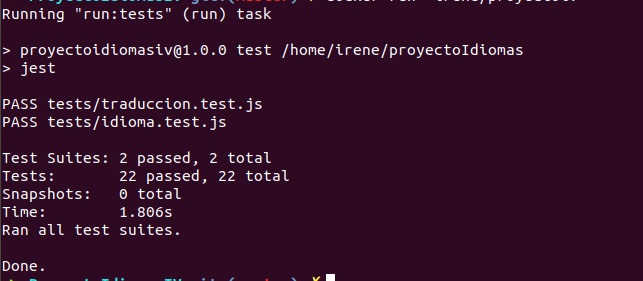 Running "run:tests" (run) task
> proyectoidiomasiv@1.0.0 test /home/irene/proyectoIdiomas
> jest
PASS tests/traduccion.test.js
PASS tests/idioma.test.js
Test Suites: 2 passed, 2 total
Tests: 22 passed, 22 total
Snapshots: 0 total
Time: 1.806s
Ran all test suites.
Done.